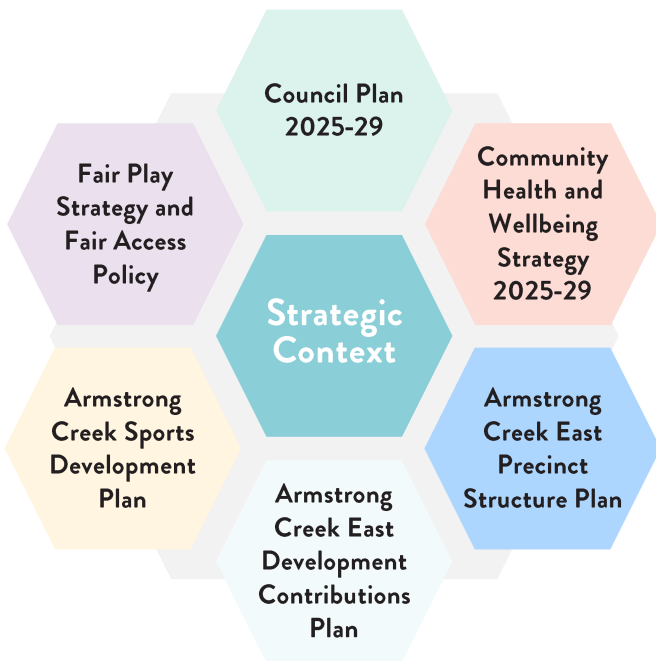 Council Plan
2025-29
Community
Health and
Wellbeing
Strategy
2025-29
Armstrong
Creek East
Precinct
Structure Plan
Armstrong
Creek East
Development
Contributions
Plan
Armstrong
Creek Sports
Development
Plan
Fair Play
Strategy and
Fair Access
Policy
Strategic
Context